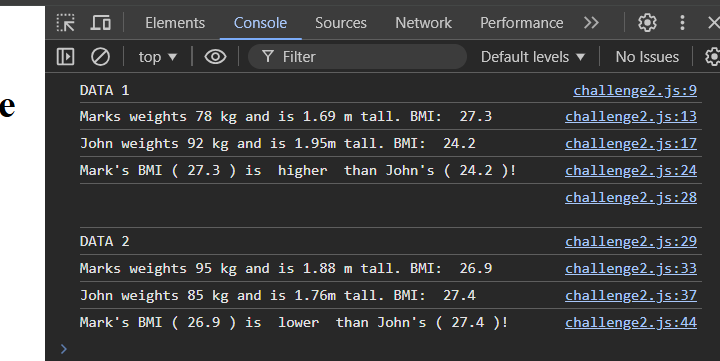 e
Elements Console Sources Network Performance
top Filter Default levels No Issues
DATA 1 challenge2.js:9
Marks weights 78 kg and is 1.69 m tall. BMI:  27.3 challenge2.js:13
John weights 92 kg and is 1.95m tall. BMI:  24.2 challenge2.js:17
Mark's BMI ( 27.3 ) is  higher  than John's ( 24.2 )! challenge2.js:24
challenge2.js:28
DATA 2 challenge2.js:29
Marks weights 95 kg and is 1.88 m tall. BMI:  26.9 challenge2.js:33
John weights 85 kg and is 1.76m tall. BMI:  27.4 challenge2.js:37
Mark's BMI ( 26.9 ) is  lower  than John's ( 27.4 )! challenge2.js:44